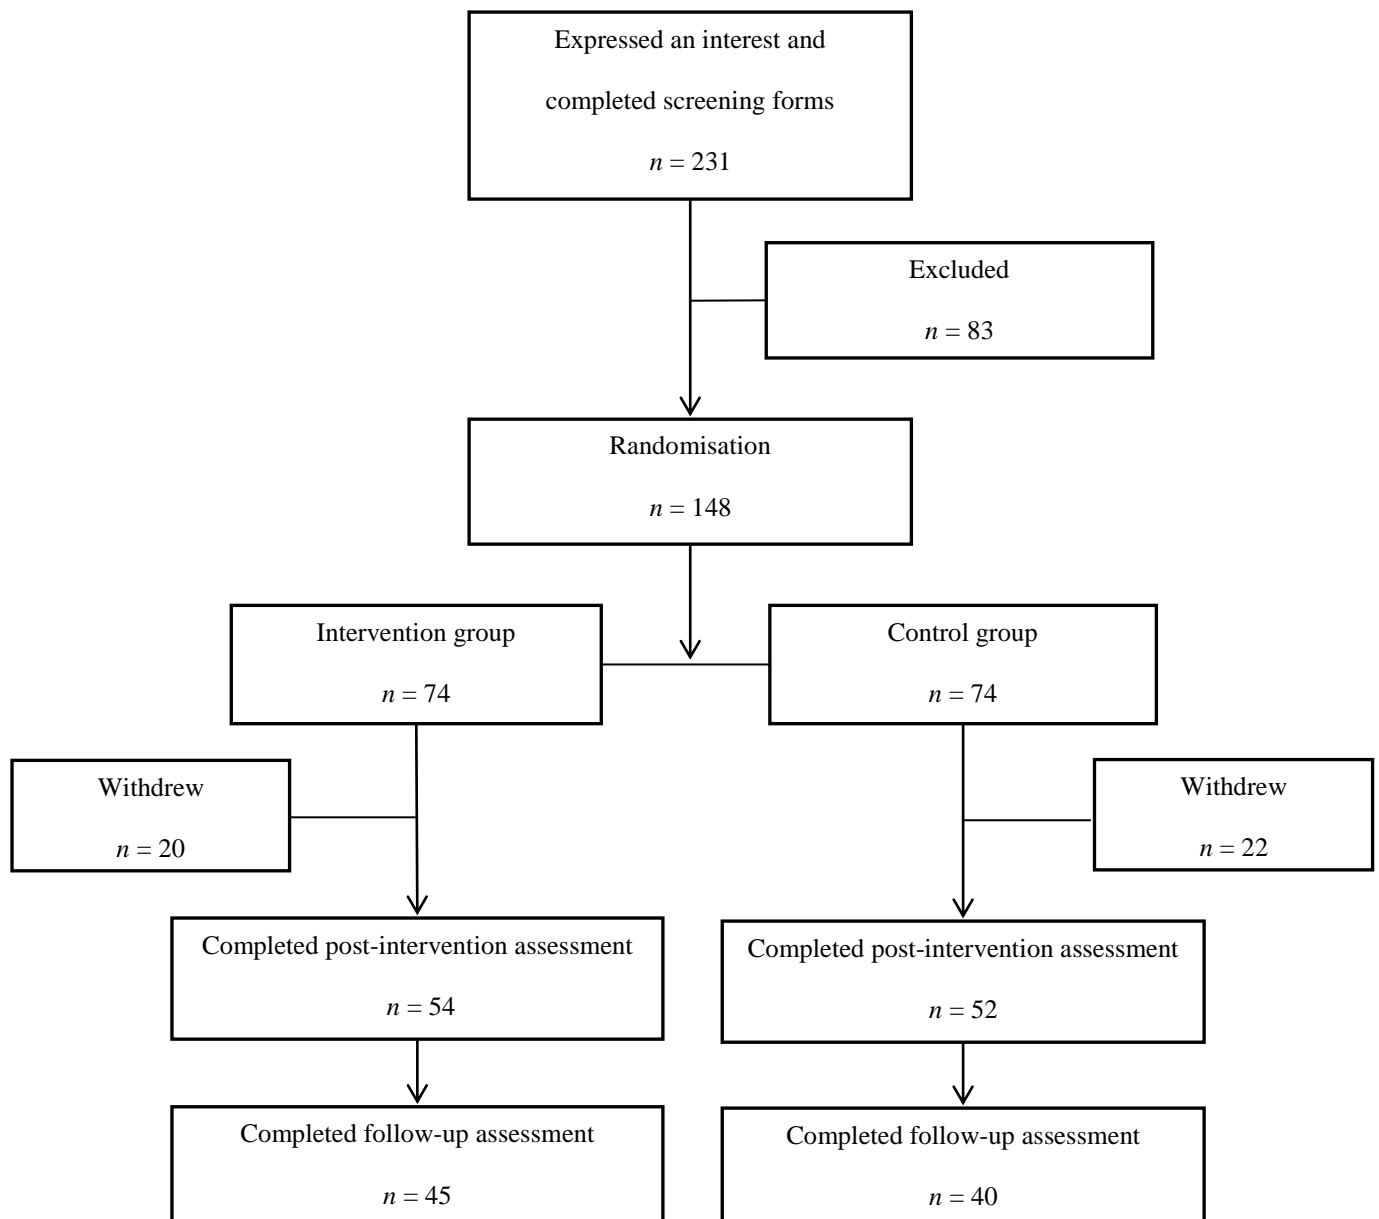 Expressed an interest and
completed screening forms
n = 231
Excluded
n = 83
Randomisation
n = 148
Intervention group
n = 74
Control group
n = 74
Withdrew
n = 20
Withdrew
n = 22
Completed post-intervention assessment
n = 54
Completed post-intervention assessment
n = 52
Completed follow-up assessment
n = 45
Completed follow-up assessment
n = 40